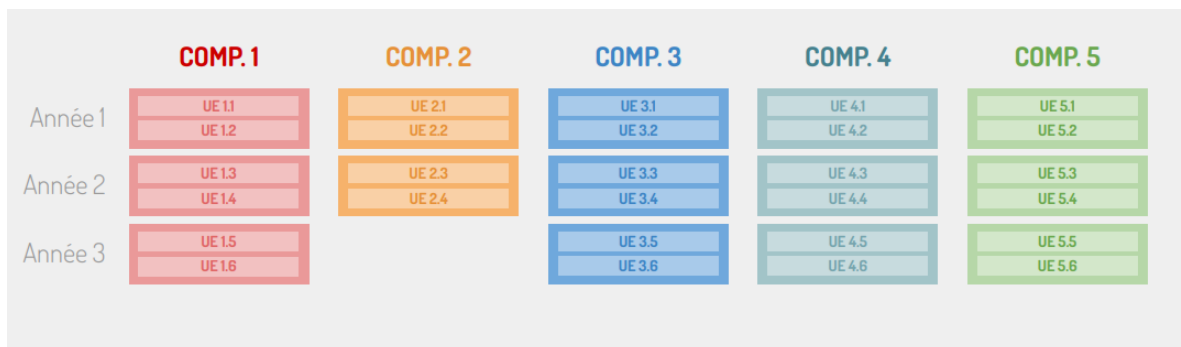 COMP. 1 COMP. 2 COMP. 3 COMP. 4 COMP. 5
Année 1
UE 1.1 UE 2.1 UE 3.1 UE 4.1 UE 5.1
UE 1.2 UE 2.2 UE 3.2 UE 4.2 UE 5.2
Année 2
UE 1.3 UE 2.3 UE 3.3 UE 4.3 UE 5.3
UE 1.4 UE 2.4 UE 3.4 UE 4.4 UE 5.4
Année 3
UE 1.5 UE 3.5 UE 4.5 UE 5.5
UE 1.6 UE 3.6 UE 4.6 UE 5.6